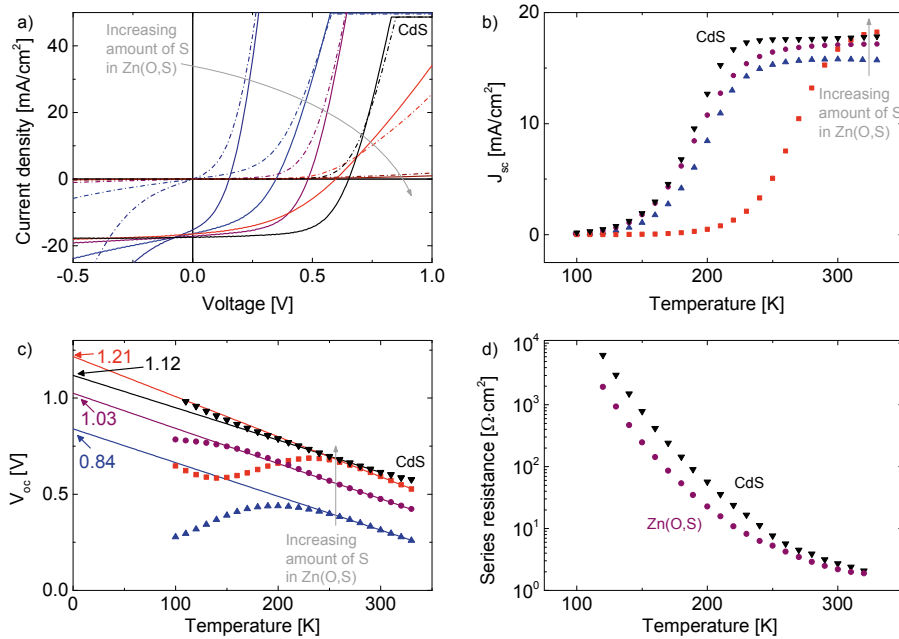 a)
Increasing
amount of S
in Zn(O,S)
CdS
Current density [mA/cm²]
40
20
0
-20
-0.5
0.0
0.5
1.0
Voltage [V]
b)
CdS
Increasing
amount of S
in Zn(O,S)
J_sc [mA/cm²]
20
10
0
100
200
300
Temperature [K]
c)
1.21
1.12
1.03
0.84
CdS
Increasing
amount of S
in Zn(O,S)
V_oc [V]
1.0
0.5
0.0
0
100
200
300
Temperature [K]
d)
CdS
Zn(O,S)
Series resistance [Ω·cm²]
10⁴
10³
10²
10¹
10⁰
100
200
300
Temperature [K]